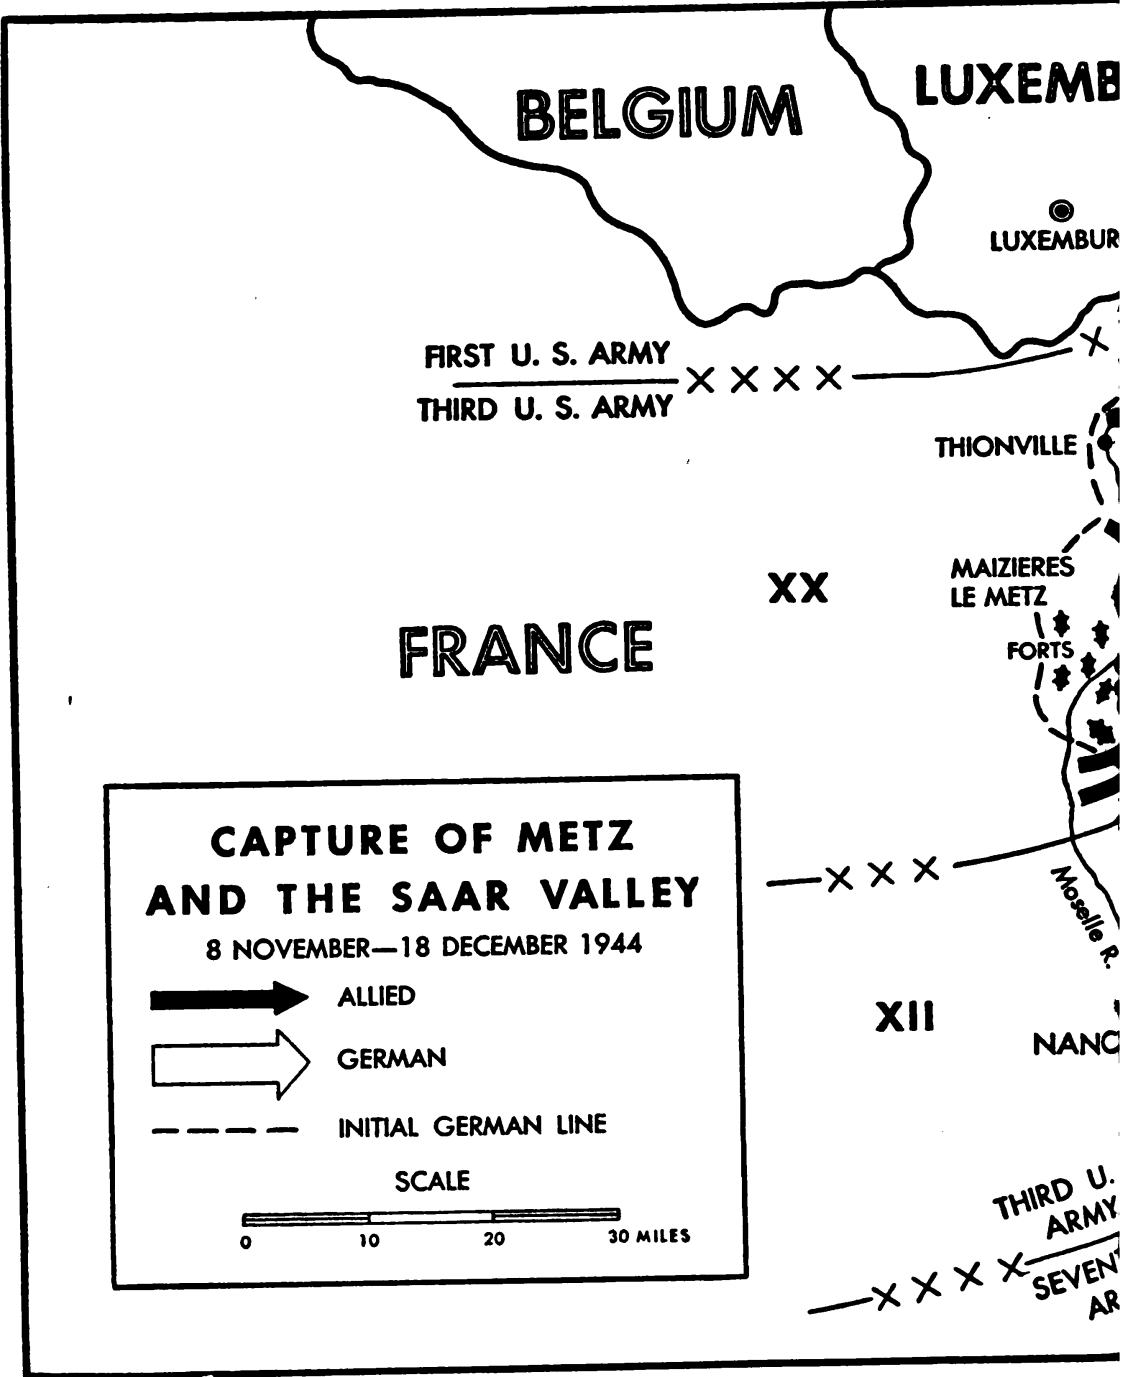 BELGIUM
LUXEMB
LUXEMBUR
FIRST U. S. ARMY
X X X X
X
THIRD U. S. ARMY
THIONVILLE
MAIZIERES
LE METZ
XX
FORTS
FRANCE
CAPTURE OF METZ
AND THE SAAR VALLEY
8 NOVEMBER—18 DECEMBER 1944
ALLIED
GERMAN
INITIAL GERMAN LINE
SCALE
0 10 20 30 MILES
X X X
Moselle R.
XII
NANC
THIRD U.
ARMY
X X X X
SEVEN
AR